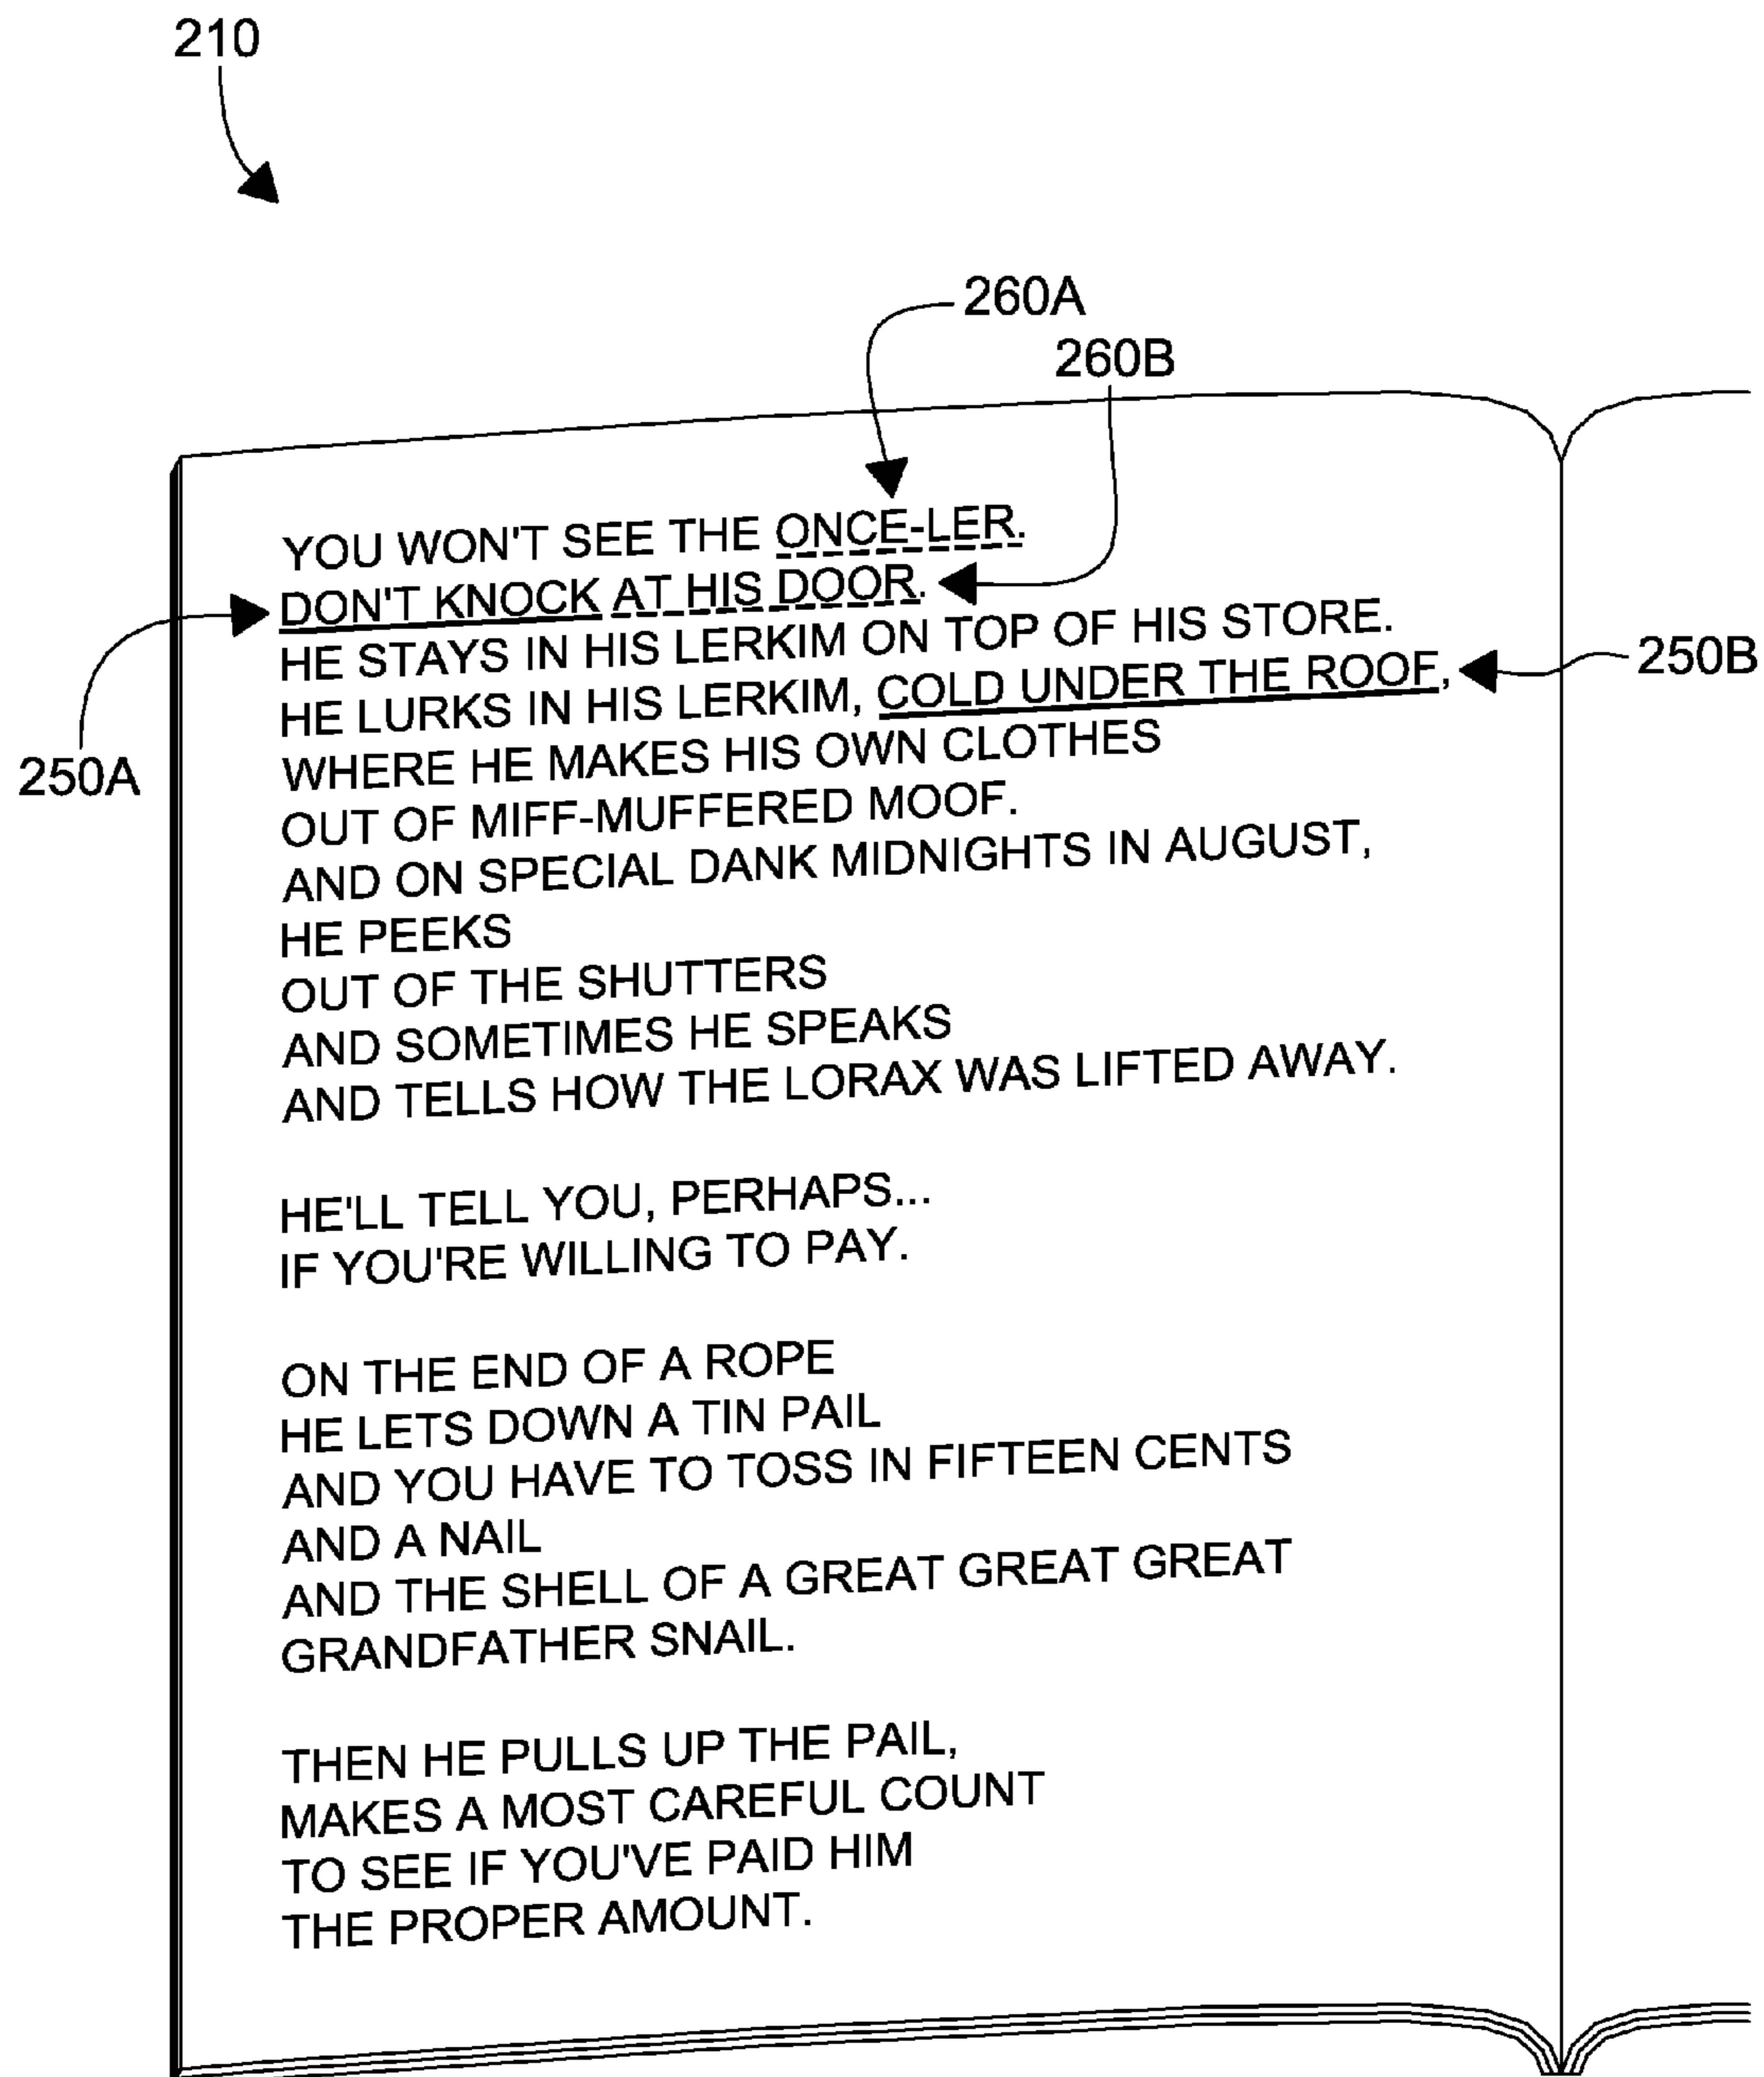 210
260A
260B
YOU WON'T SEE THE ONCE-LER.
DON'T KNOCK AT HIS DOOR.
HE STAYS IN HIS LERKIM ON TOP OF HIS STORE.
HE LURKS IN HIS LERKIM, COLD UNDER THE ROOF,
250B
WHERE HE MAKES HIS OWN CLOTHES
250A
OUT OF MIFF-MUFFERED MOOF.
AND ON SPECIAL DANK MIDNIGHTS IN AUGUST,
HE PEEKS
OUT OF THE SHUTTERS
AND SOMETIMES HE SPEAKS
AND TELLS HOW THE LORAX WAS LIFTED AWAY.
HE'LL TELL YOU, PERHAPS...
IF YOU'RE WILLING TO PAY.
ON THE END OF A ROPE
HE LETS DOWN A TIN PAIL
AND YOU HAVE TO TOSS IN FIFTEEN CENTS
AND A NAIL
AND THE SHELL OF A GREAT GREAT GREAT
GRANDFATHER SNAIL.
THEN HE PULLS UP THE PAIL,
MAKES A MOST CAREFUL COUNT
TO SEE IF YOU'VE PAID HIM
THE PROPER AMOUNT.